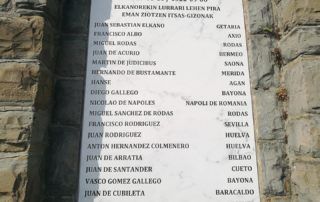 ELKANOREKIN LURRARI LEHEN PIRA
EMAN ZIOTZEN ITSAS-GIZONAK
JUAN SEBASTIAN ELKANO GETARIA
FRANCISCO ALBO AXIO
MIGUEL RODAS RODAS
JUAN DE ACURIO BERMEO
MARTIN DE JUDICIBUS SAONA
HERNANDO DE BUSTAMANTE MERIDA
HANSE AGAN
DIEGO GALLEGO BAYONA
NICOLAO DE NAPOLES NAPOLI DE ROMANIA
MIGUEL SANCHEZ DE RODAS RODAS
FRANCISCO RODRIGUEZ SEVILLA
JUAN RODRIGUEZ HUELVA
ANTON HERNANDEZ COLMENERO HUELVA
JUAN DE ARRATIA BILBAO
JUAN DE SANTANDER CUETO
VASCO GOMEZ GALLEGO BAYONA
JUAN DE CUBILETA BARACALDO